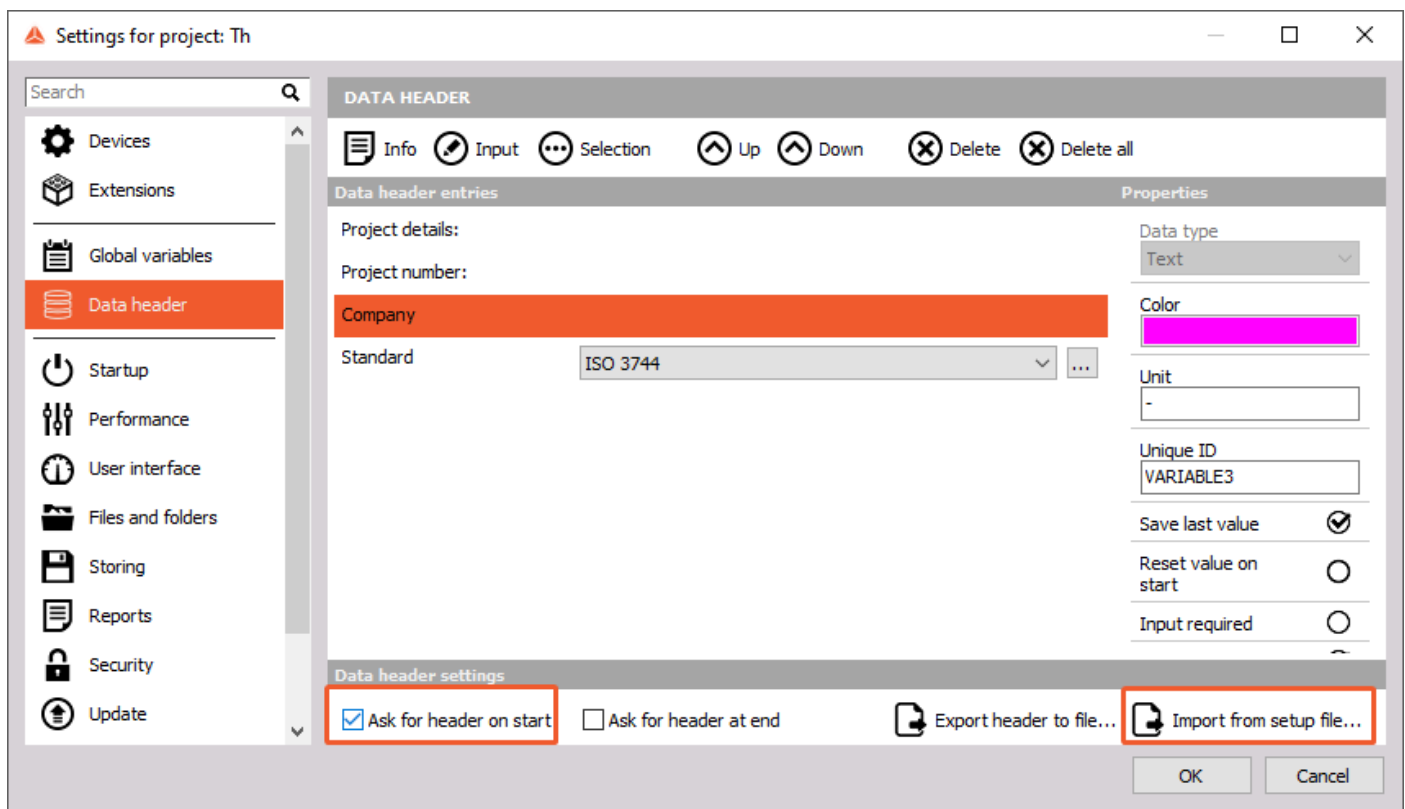 Settings for project: Th
Search
Devices
Extensions
Global variables
Data header
Startup
Performance
User interface
Files and folders
Storing
Reports
Security
Update
DATA HEADER
Info Input Selection Up Down Delete Delete all
Data header entries
Project details:
Project number:
Company
Standard ISO 3744 ...
Properties
Data type
Text
Color
Unit
-
Unique ID
VARIABLE3
Save last value
Reset value on
start
Input required
Data header settings
Ask for header on start Ask for header at end Export header to file... Import from setup file...
OK Cancel